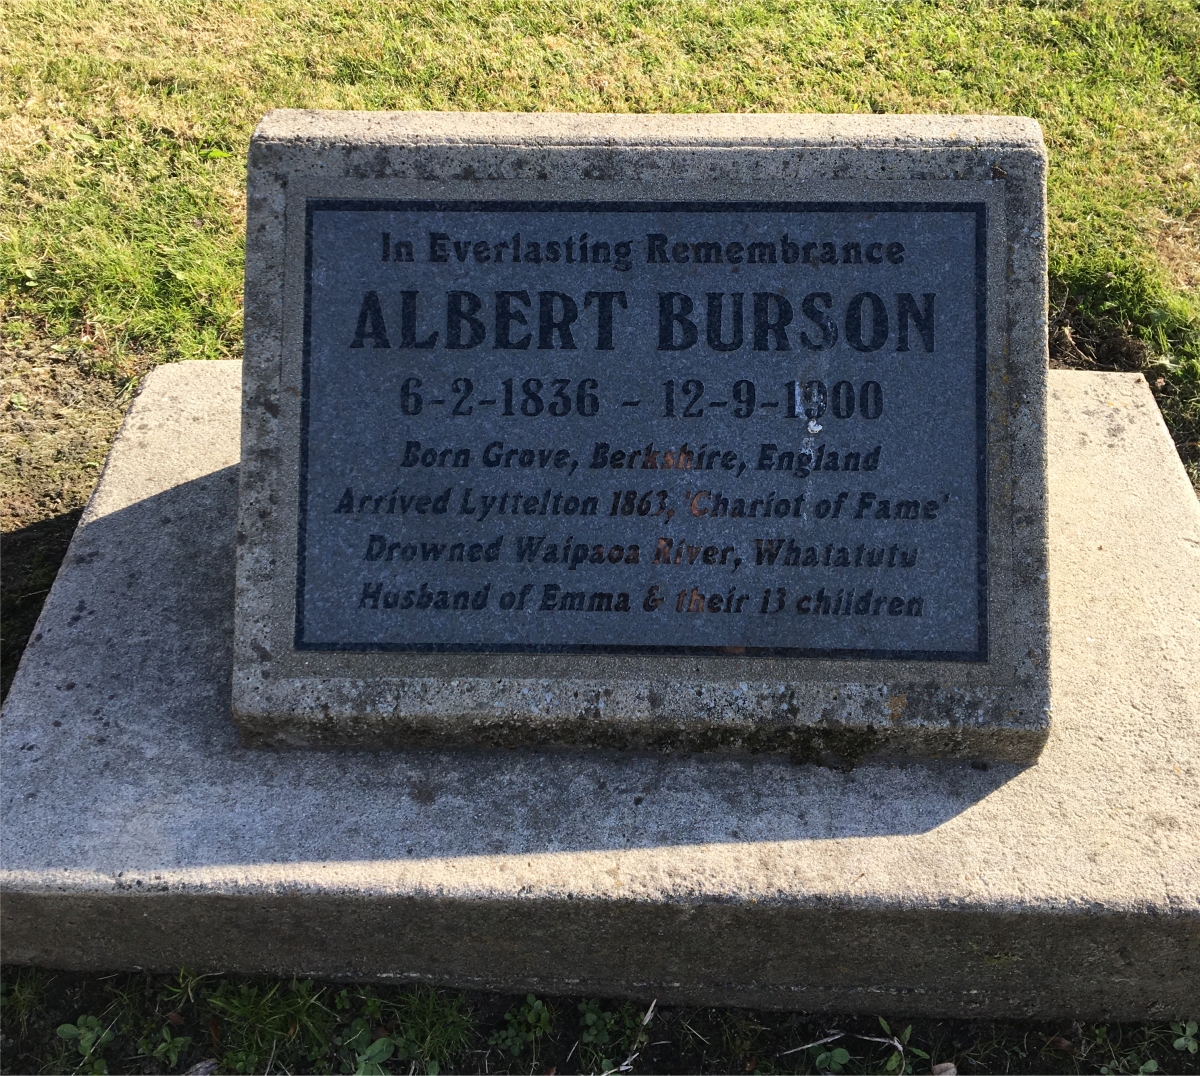 In Everlasting Remembrance
ALBERT BURSON
6-2-1836 - 12-9-1900
Born Grove, Berkshire, England
Arrived Lyttelton 1863, 'Chariot of Fame'
Drowned Waipaoa River, Whatatutu
Husband of Emma & their 13 children